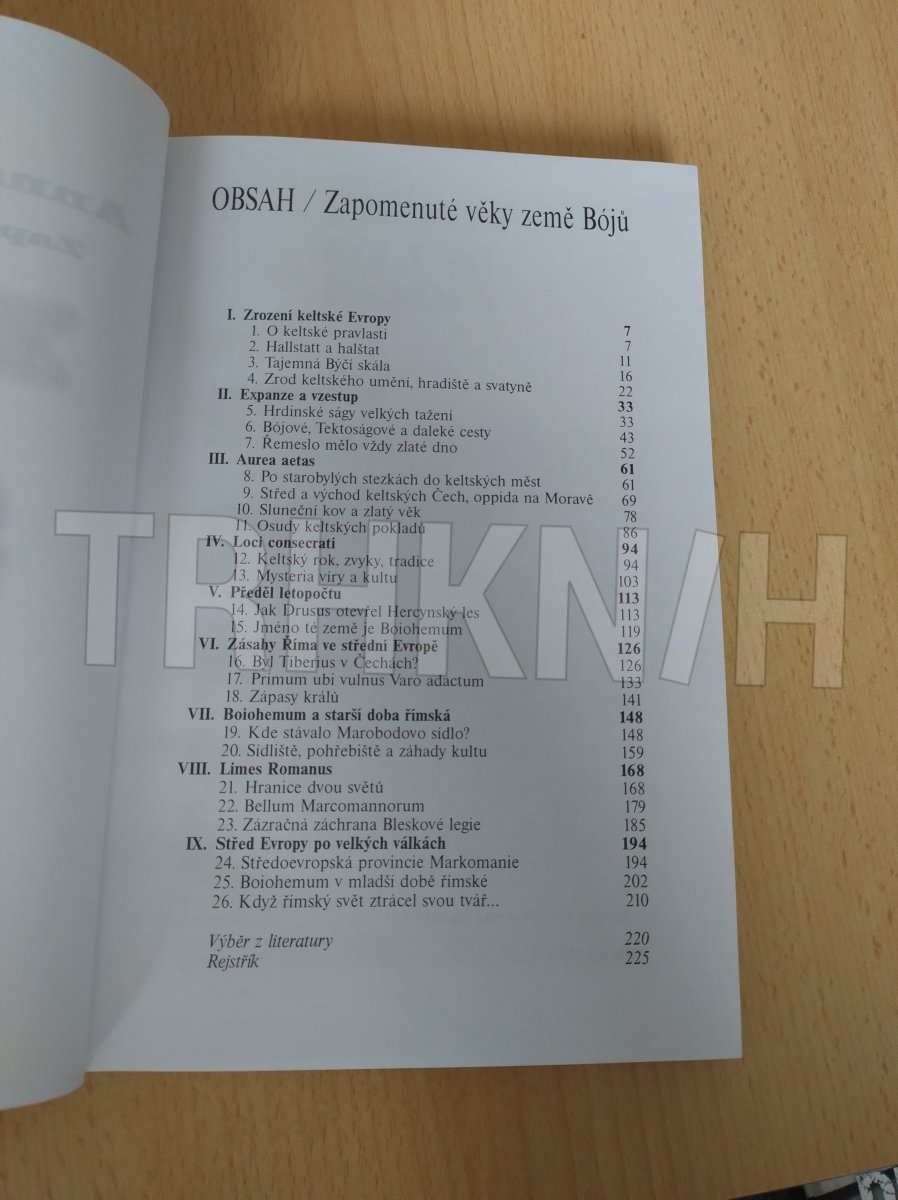 OBSAH / Zapomenuté věky země Bójů
I. Zrození keltské Evropy 7
1. O keltské pravlasti 7
2. Hallstatt a halštat 11
3. Tajemná Býčí skála 16
4. Zrod keltského umění, hradiště a svatyně 22
II. Expanze a vzestup 33
5. Hrdinské ságy velkých tažení 33
6. Bójové, Tektoságové a daleké cesty 43
7. Řemeslo mělo vždy zlaté dno 52
III. Aurea aetas 61
8. Po starobylých stezkách do keltských měst 61
9. Střed a východ keltských Čech, oppida na Moravě 69
10. Sluneční kov a zlatý věk 78
11. Osudy keltských pokladů 86
IV. Loci consecrati 94
12. Keltský rok, zvyky, tradice 94
13. Mysteria víry a kultu 103
V. Předěl letopočtu 113
14. Jak Drusus otevřel Hercynský les 113
15. Jméno té země je Boiohemum 119
VI. Zásahy Říma ve střední Evropě 126
16. Byl Tiberius v Čechách? 126
17. Primum ubi vulnus Varo adactum 133
18. Zápasy králů 141
VII. Boiohemum a starší doba římská 148
19. Kde stávalo Marobodovo sídlo? 148
20. Sídliště, pohřebiště a záhady kultu 159
VIII. Limes Romanus 168
21. Hranice dvou světů 168
22. Bellum Marcomannorum 179
23. Zázračná záchrana Bleskové legie 185
IX. Střed Evropy po velkých válkách 194
24. Středoevropská provincie Markomanie 194
25. Boiohemum v mladší době římské 202
26. Když římský svět ztrácel svou tvář... 210
Výběr z literatury 220
Rejstřík 225
TRHKNIH